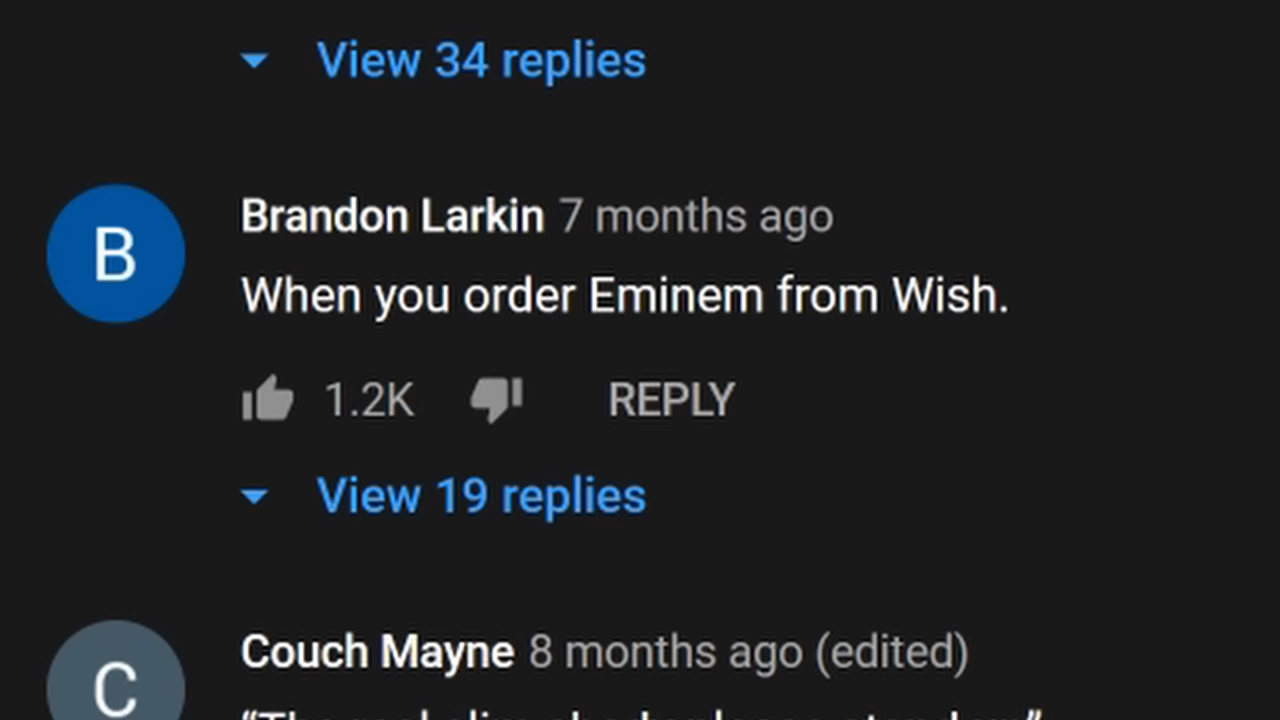 View 34 replies
B
Brandon Larkin 7 months ago
When you order Eminem from Wish.
1.2K REPLY
View 19 replies
C
Couch Mayne 8 months ago (edited)